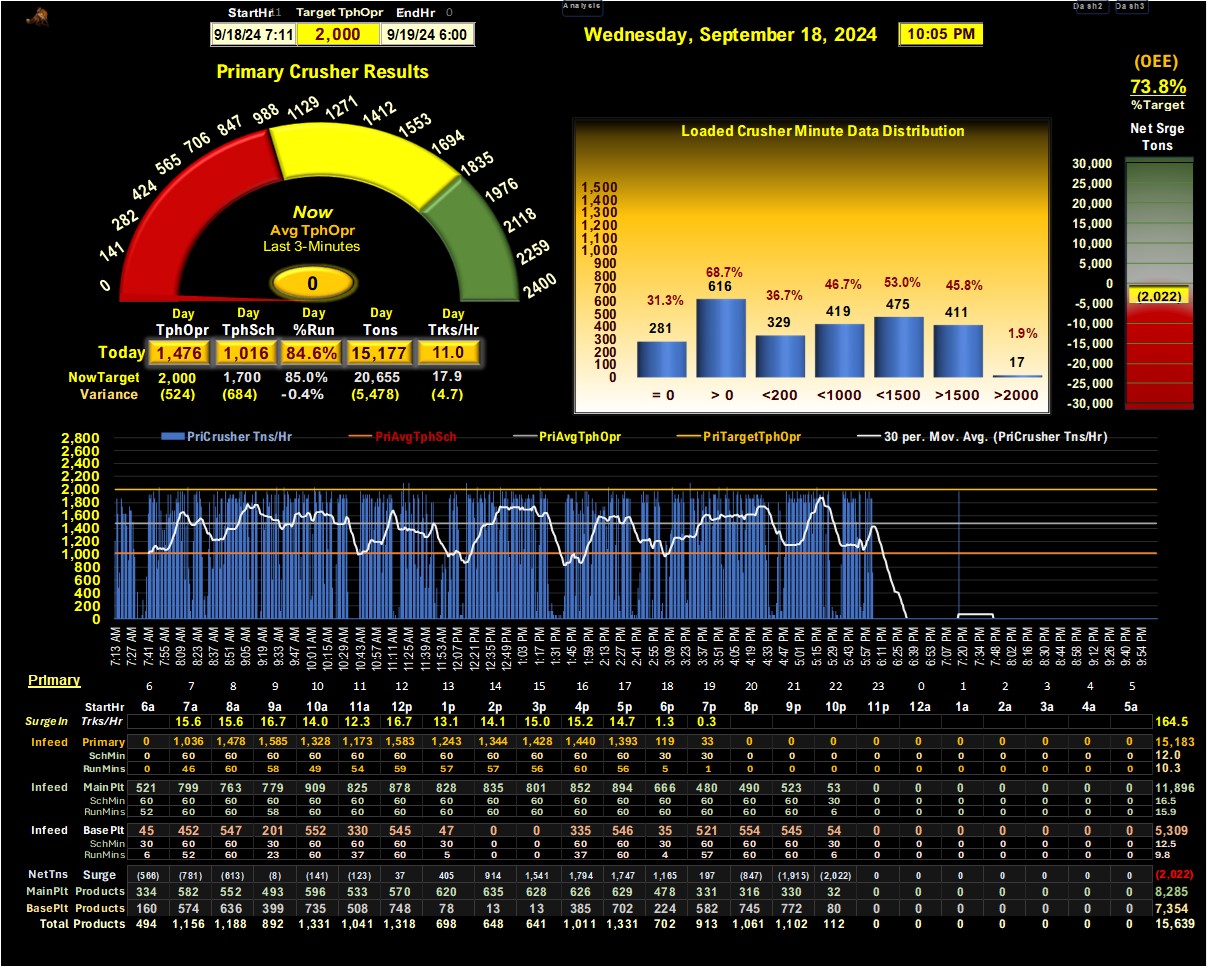 Analysis Dash2 Dash3
StartHr 11 Target TphOpr EndHr 0
9/18/24 7:11 2,000 9/19/24 6:00
Wednesday, September 18, 2024 10:05 PM
(OEE)
73.8%
%Target
Net Srge
Tons
Primary Crusher Results
0 141 282 424 565 706 847 988 1129 1271 1412 1553 1694 1835 1976 2118 2259 2400
Now
Avg TphOpr
Last 3-Minutes
0
Day Day Day Day Day
TphOpr TphSch %Run Tons Trks/Hr
Today 1,476 1,016 84.6% 15,177 11.0
NowTarget 2,000 1,700 85.0% 20,655 17.9
Variance (524) (684) -0.4% (5,478) (4.7)
Loaded Crusher Minute Data Distribution
1,500
1,400
1,300
1,200
1,100
1,000
900
800
700
600
500
400
300
200
100
0
31.3% 68.7% 36.7% 46.7% 53.0% 45.8% 1.9%
281 616 329 419 475 411 17
= 0 > 0 <200 <1000 <1500 >1500 >2000
30,000
25,000
20,000
15,000
10,000
5,000
0
-5,000
-10,000
-15,000
-20,000
-25,000
-30,000
(2,022)
PriCrusher Tns/Hr PriAvgTphSch PriAvgTphOpr PriTargetTphOpr 30 per. Mov. Avg. (PriCrusher Tns/Hr)
2,800
2,600
2,400
2,200
2,000
1,800
1,600
1,400
1,200
1,000
800
600
400
200
0
7:13 AM 7:27 AM 7:41 AM 7:55 AM 8:09 AM 8:23 AM 8:37 AM 8:51 AM 9:05 AM 9:19 AM 9:33 AM 9:47 AM 10:01 AM 10:15 AM 10:29 AM 10:43 AM 10:57 AM 11:11 AM 11:25 AM 11:39 AM 11:53 AM 12:07 PM 12:21 PM 12:35 PM 12:49 PM 1:03 PM 1:17 PM 1:31 PM 1:45 PM 1:59 PM 2:13 PM 2:27 PM 2:41 PM 2:55 PM 3:09 PM 3:23 PM 3:37 PM 3:51 PM 4:05 PM 4:19 PM 4:33 PM 4:47 PM 5:01 PM 5:15 PM 5:29 PM 5:43 PM 5:57 PM 6:11 PM 6:25 PM 6:39 PM 6:53 PM 7:07 PM 7:20 PM 7:34 PM 7:48 PM 8:02 PM 8:16 PM 8:30 PM 8:44 PM 8:58 PM 9:12 PM 9:26 PM 9:40 PM 9:54 PM
Primary 6 7 8 9 10 11 12 13 14 15 16 17 18 19 20 21 22 23 0 1 2 3 4 5
StartHr 6a 7a 8a 9a 10a 11a 12p 1p 2p 3p 4p 5p 6p 7p 8p 9p 10p 11p 12a 1a 2a 3a 4a 5a
SurgeIn Trks/Hr 15.6 15.6 16.7 14.0 12.3 16.7 13.1 14.1 15.0 15.2 14.7 1.3 0.3 164.5
Infeed Primary 0 1,036 1,478 1,585 1,328 1,173 1,583 1,243 1,344 1,428 1,440 1,393 119 33 0 0 0 0 0 0 0 0 0 0 15,183
SchMin 0 60 60 60 60 60 60 60 60 60 60 60 30 30 0 0 0 0 0 0 0 0 0 0 12.0
RunMins 0 46 60 58 49 54 59 57 57 56 60 56 5 1 0 0 0 0 0 0 0 0 0 0 10.3
Infeed MainPlt 521 799 763 779 909 825 878 828 835 801 852 894 666 480 490 523 53 0 0 0 0 0 0 0 11,896
SchMin 60 60 60 60 60 60 60 60 60 60 60 60 60 60 60 60 30 0 0 0 0 0 0 0 16.5
RunMins 52 60 60 58 60 60 60 60 60 60 60 60 60 60 60 60 6 0 0 0 0 0 0 0 15.9
Infeed BasePlt 45 452 547 201 552 330 545 47 0 0 335 546 35 521 554 545 54 0 0 0 0 0 0 0 5,309
SchMin 30 60 60 30 60 60 60 30 0 0 60 60 30 60 60 60 30 0 0 0 0 0 0 0 12.5
RunMins 6 52 60 23 60 37 60 5 0 0 37 60 4 57 60 60 6 0 0 0 0 0 0 0 9.8
NetTns Surge (566) (781) (613) (8) (141) (123) 37 405 914 1,541 1,794 1,747 1,165 197 (847) (1,915) (2,022) 0 0 0 0 0 0 0 (2,022)
MainPlt Products 334 582 552 493 596 533 570 620 635 628 626 629 478 331 316 330 32 0 0 0 0 0 0 0 8,285
BasePlt Products 160 574 636 399 735 508 748 78 13 13 385 702 224 582 745 772 80 0 0 0 0 0 0 0 7,354
Total Products 494 1,156 1,188 892 1,331 1,041 1,318 698 648 641 1,011 1,331 702 913 1,061 1,102 112 0 0 0 0 0 0 0 15,639